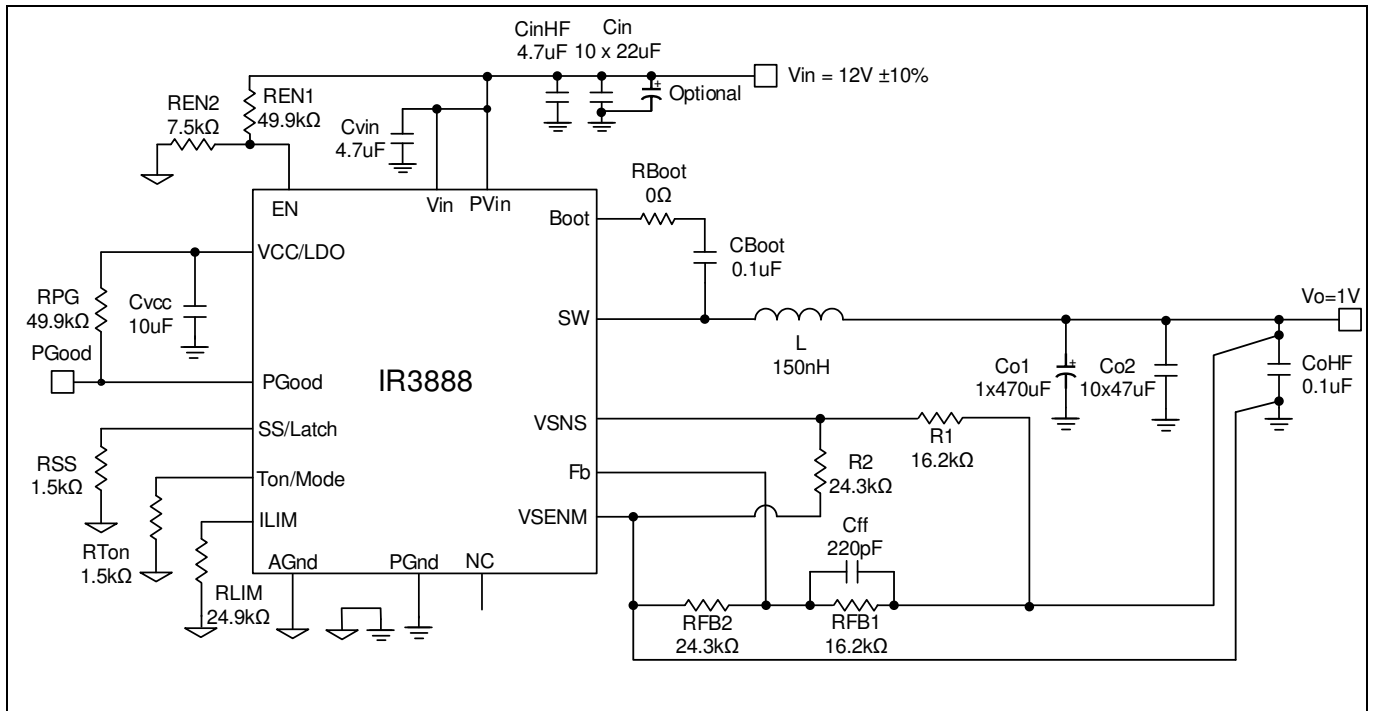 CinHF
4.7uF
Cin
10 x 22uF
Vin = 12V ±10%
Optional
REN2
7.5kΩ
REN1
49.9kΩ
Cvin
4.7uF
EN
Vin
PVin
RBoot
0Ω
Boot
CBoot
0.1uF
VCC/LDO
RPG
49.9kΩ
Cvcc
10uF
SW
L
150nH
Vo=1V
+
+
PGood
PGood
IR3888
Co1
1x470uF
Co2
10x47uF
CoHF
0.1uF
VSNS
R1
16.2kΩ
SS/Latch
RSS
1.5kΩ
R2
24.3kΩ
Fb
Ton/Mode
VSENM
ILIM
Cff
220pF
RTon
1.5kΩ
AGnd
PGnd
NC
RLIM
24.9kΩ
RFB2
24.3kΩ
RFB1
16.2kΩ